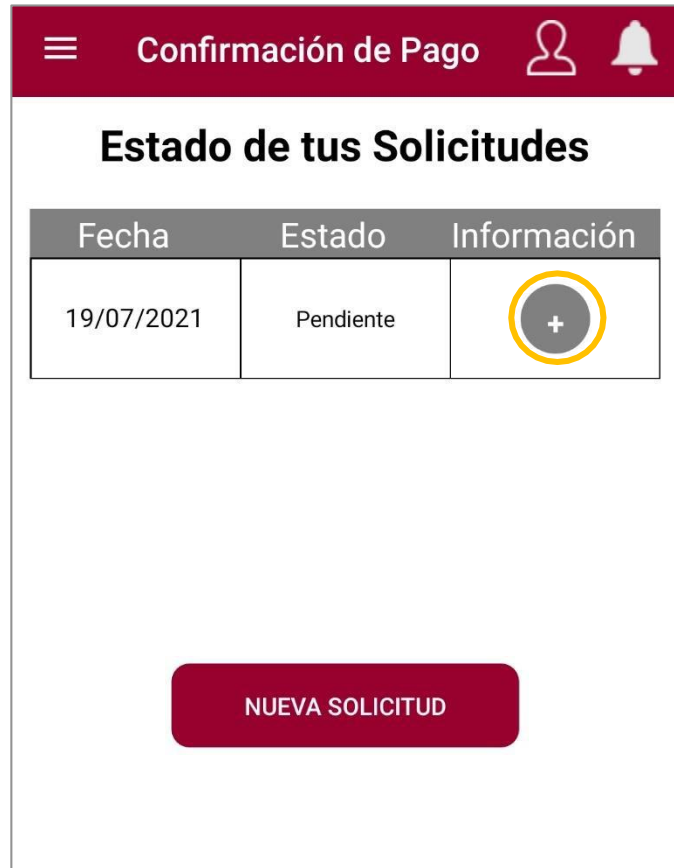 Confirmación de Pago
Estado de tus Solicitudes
Fecha Estado Información
19/07/2021 Pendiente +
NUEVA SOLICITUD